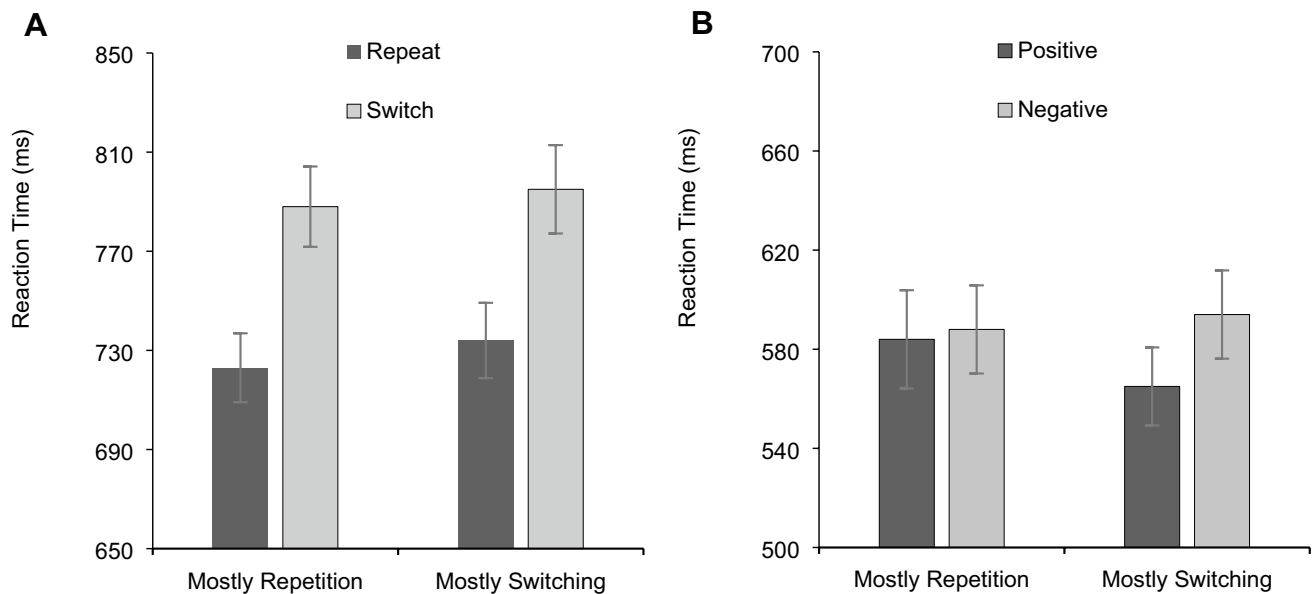 A
Repeat
Switch
Reaction Time (ms)
850
810
770
730
690
650
Mostly Repetition
Mostly Switching
B
Positive
Negative
Reaction Time (ms)
700
660
620
580
540
500
Mostly Repetition
Mostly Switching